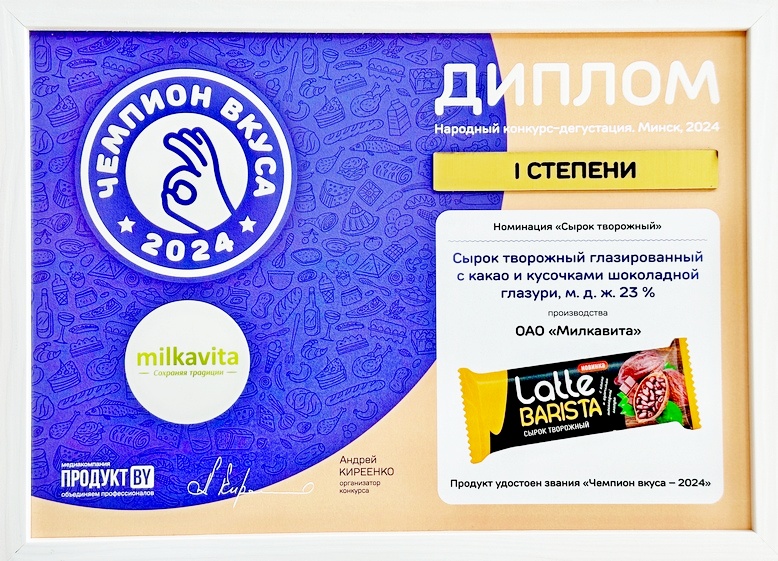 ЧЕМПИОН ВКУСА
2024
milkavita
Сохраняя традиции
медиакомпания
ПРОДУКТ BY
объединяем профессионалов
Андрей
КИРЕЕНКО
организатор
конкурса
ДИПЛОМ
Народный конкурс-дегустация. Минск, 2024
I СТЕПЕНИ
Номинация «Сырок творожный»
Сырок творожный глазированный
с какао и кусочками шоколадной
глазури, м. д. ж. 23 %
производства
ОАО «Милкавита»
НОВИНКА
Latte
BARISTA
СЫРОК ТВОРОЖНЫЙ
Продукт удостоен звания «Чемпион вкуса – 2024»